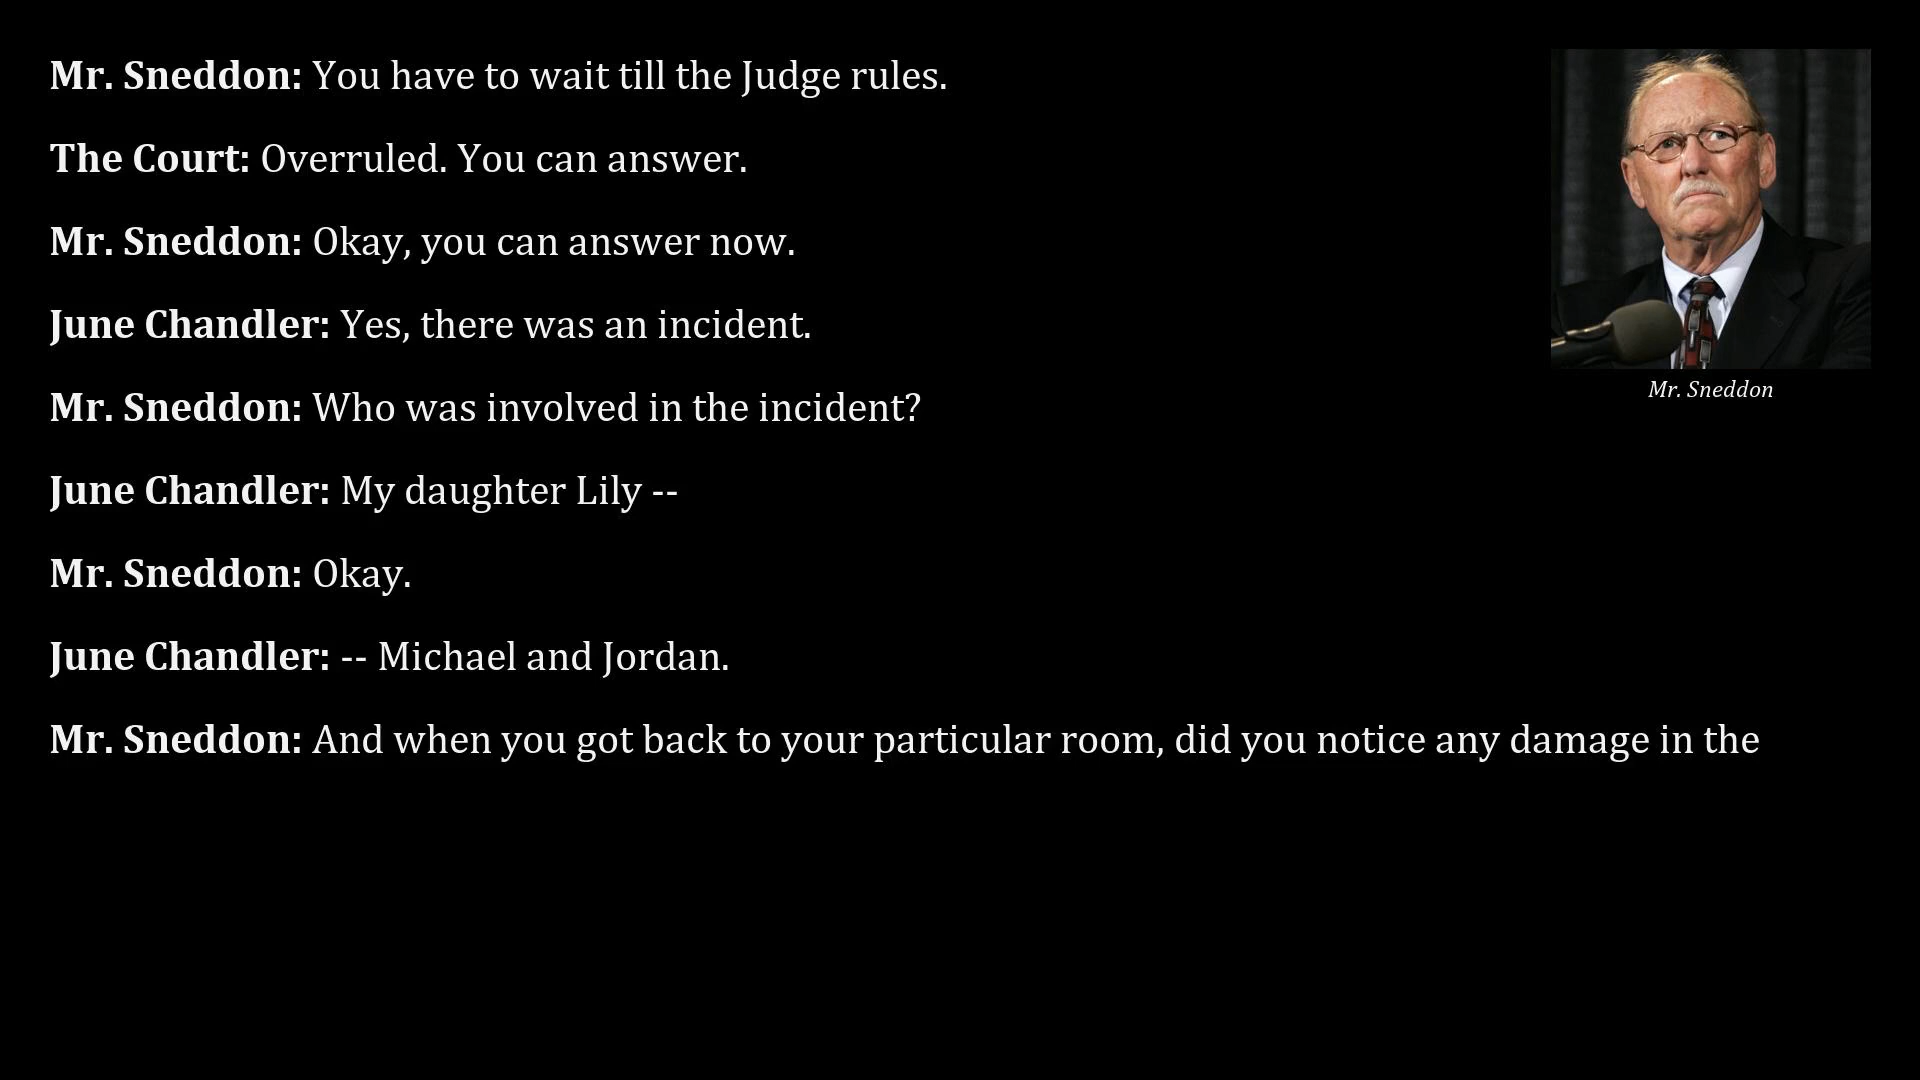 Mr. Sneddon: You have to wait till the Judge rules.
The Court: Overruled. You can answer.
Mr. Sneddon: Okay, you can answer now.
June Chandler: Yes, there was an incident.
Mr. Sneddon: Who was involved in the incident?
June Chandler: My daughter Lily --
Mr. Sneddon: Okay.
June Chandler: -- Michael and Jordan.
Mr. Sneddon: And when you got back to your particular room, did you notice any damage in the
Mr. Sneddon